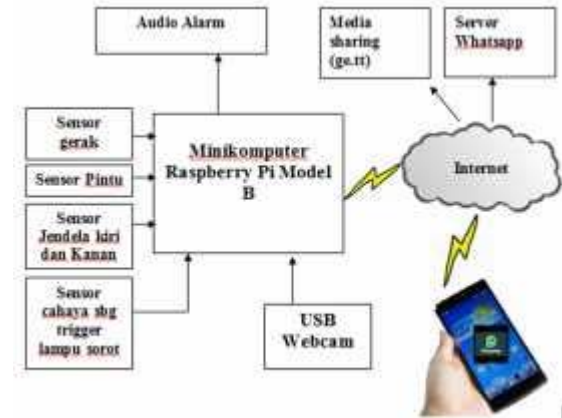 Audio Alarm
Media
sharing
(ge.tt)
Server
Whatsapp
Sensor
gerak
Sensor Pintu
Sensor
Jendela kiri
dan Kanan
Sensor
cahaya sbg
trigger
lampu sorot
Minikomputer
Raspberry Pi Model
B
USB
Webcam
Internet